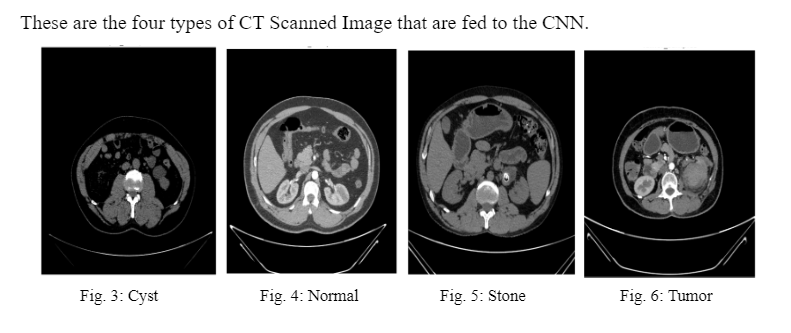 These are the four types of CT Scanned Image that are fed to the CNN.
Fig. 3: Cyst
Fig. 4: Normal
Fig. 5: Stone
Fig. 6: Tumor